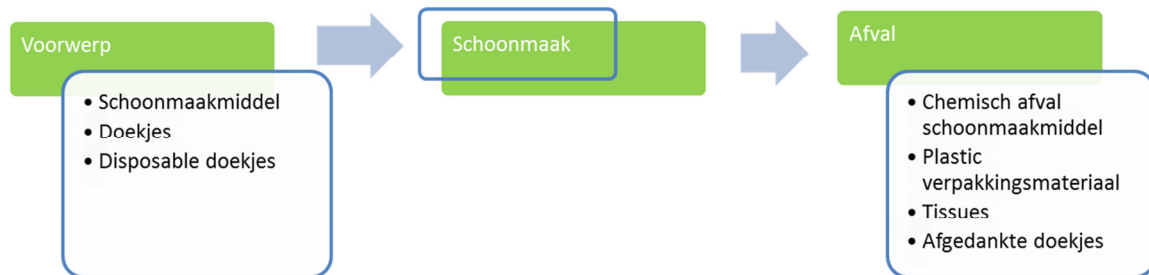 Voorwerp
• Schoonmaakmiddel
• Doekjes
• Disposable doekjes
Schoonmaak
Afval
• Chemisch afval
schoonmaakmiddel
• Plastic
verpakkingsmateriaal
• Tissues
• Afgedankte doekjes